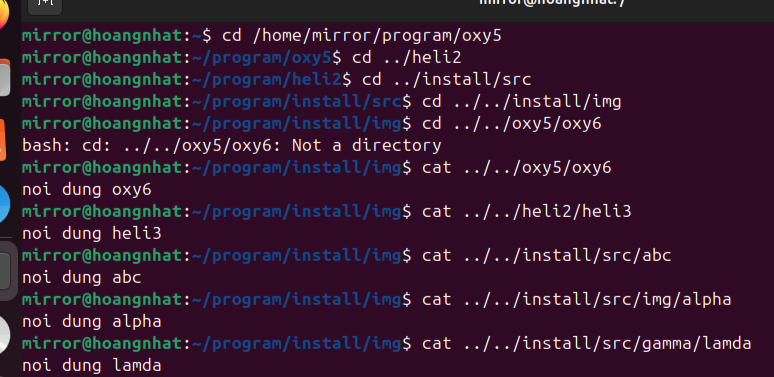 mirror@hoangnhat:~$ cd /home/mirror/program/oxy5
mirror@hoangnhat:~/program/oxy5$ cd ../heli2
mirror@hoangnhat:~/program/heli2$ cd ../install/src
mirror@hoangnhat:~/program/install/src$ cd ../../install/img
mirror@hoangnhat:~/program/install/img$ cd ../../oxy5/oxy6
bash: cd: ../../oxy5/oxy6: Not a directory
mirror@hoangnhat:~/program/install/img$ cat ../../oxy5/oxy6
noi dung oxy6
mirror@hoangnhat:~/program/install/img$ cat ../../heli2/heli3
noi dung heli3
mirror@hoangnhat:~/program/install/img$ cat ../../install/src/abc
noi dung abc
mirror@hoangnhat:~/program/install/img$ cat ../../install/src/img/alpha
noi dung alpha
mirror@hoangnhat:~/program/install/img$ cat ../../install/src/gamma/lamda
noi dung lamda